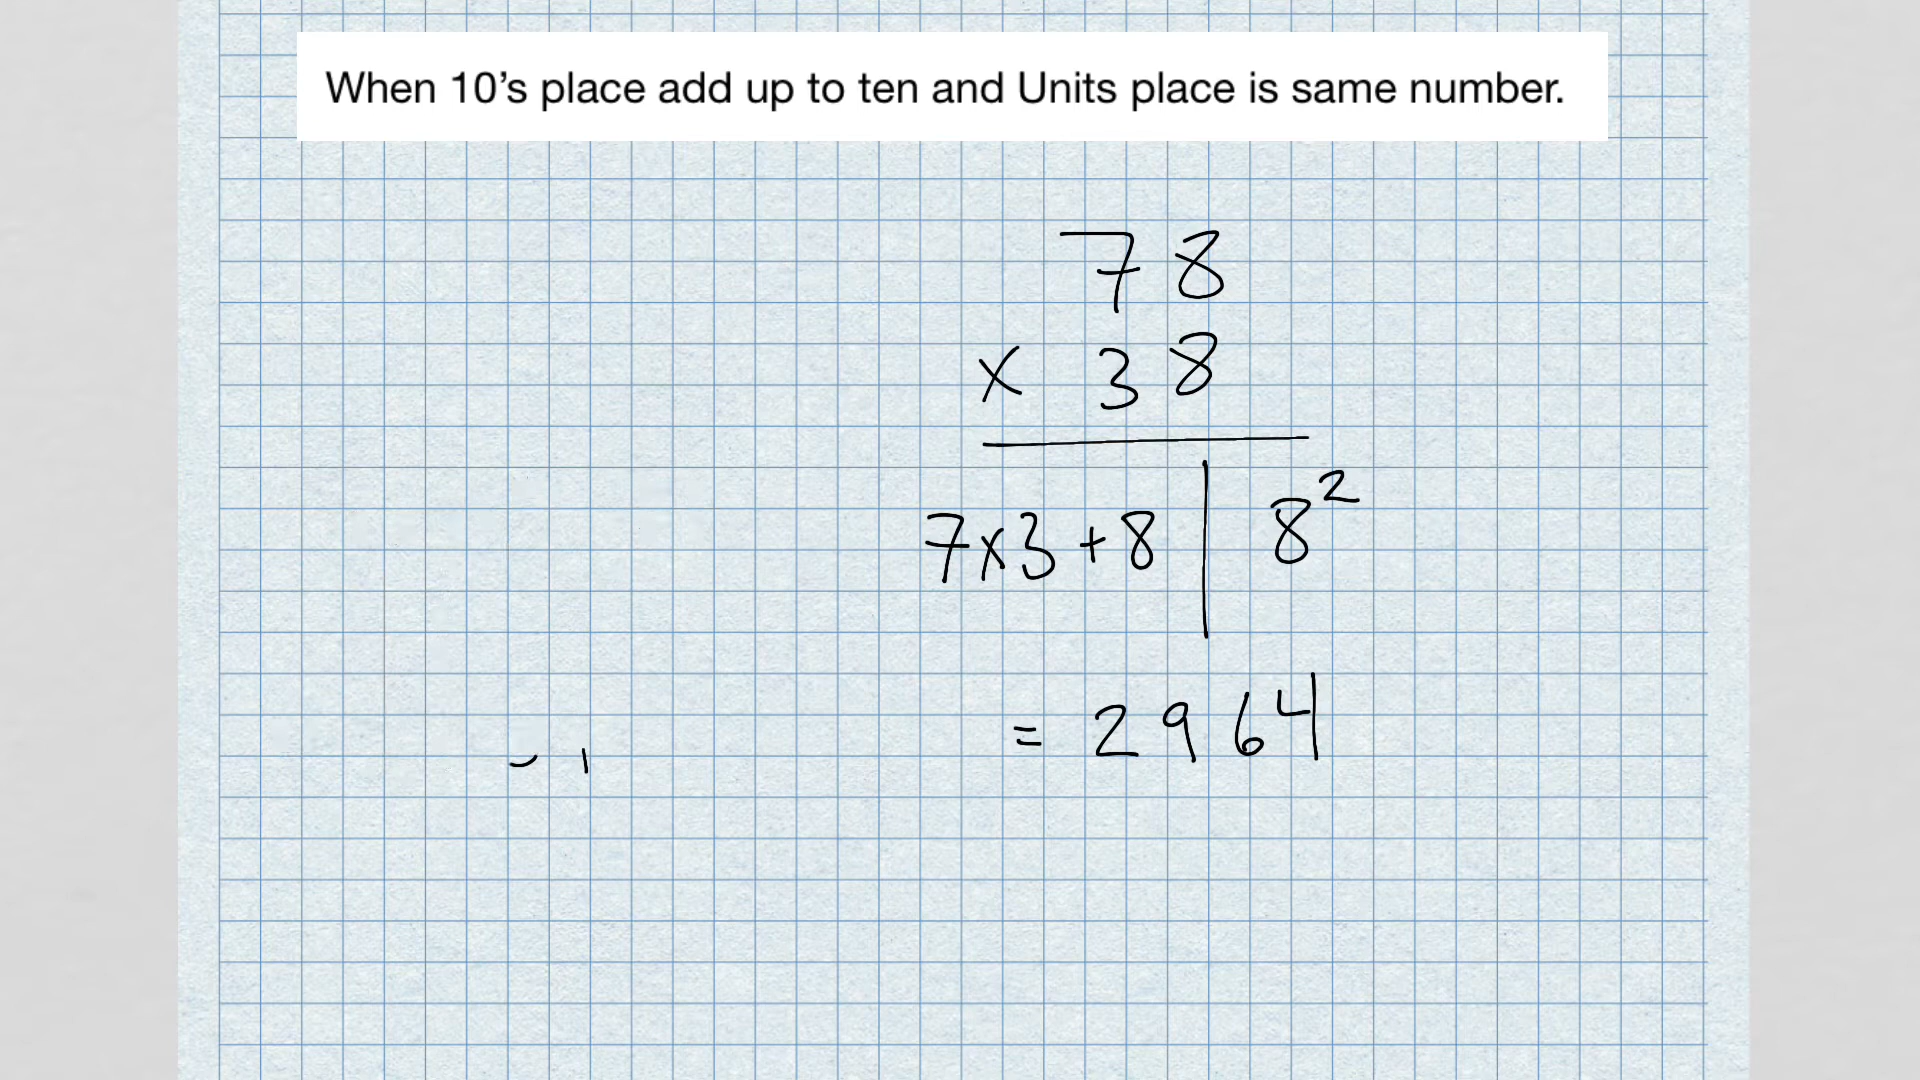 When 10’s place add up to ten and Units place is same number.
78
x 38
7x3+8 | 8²
= 2964